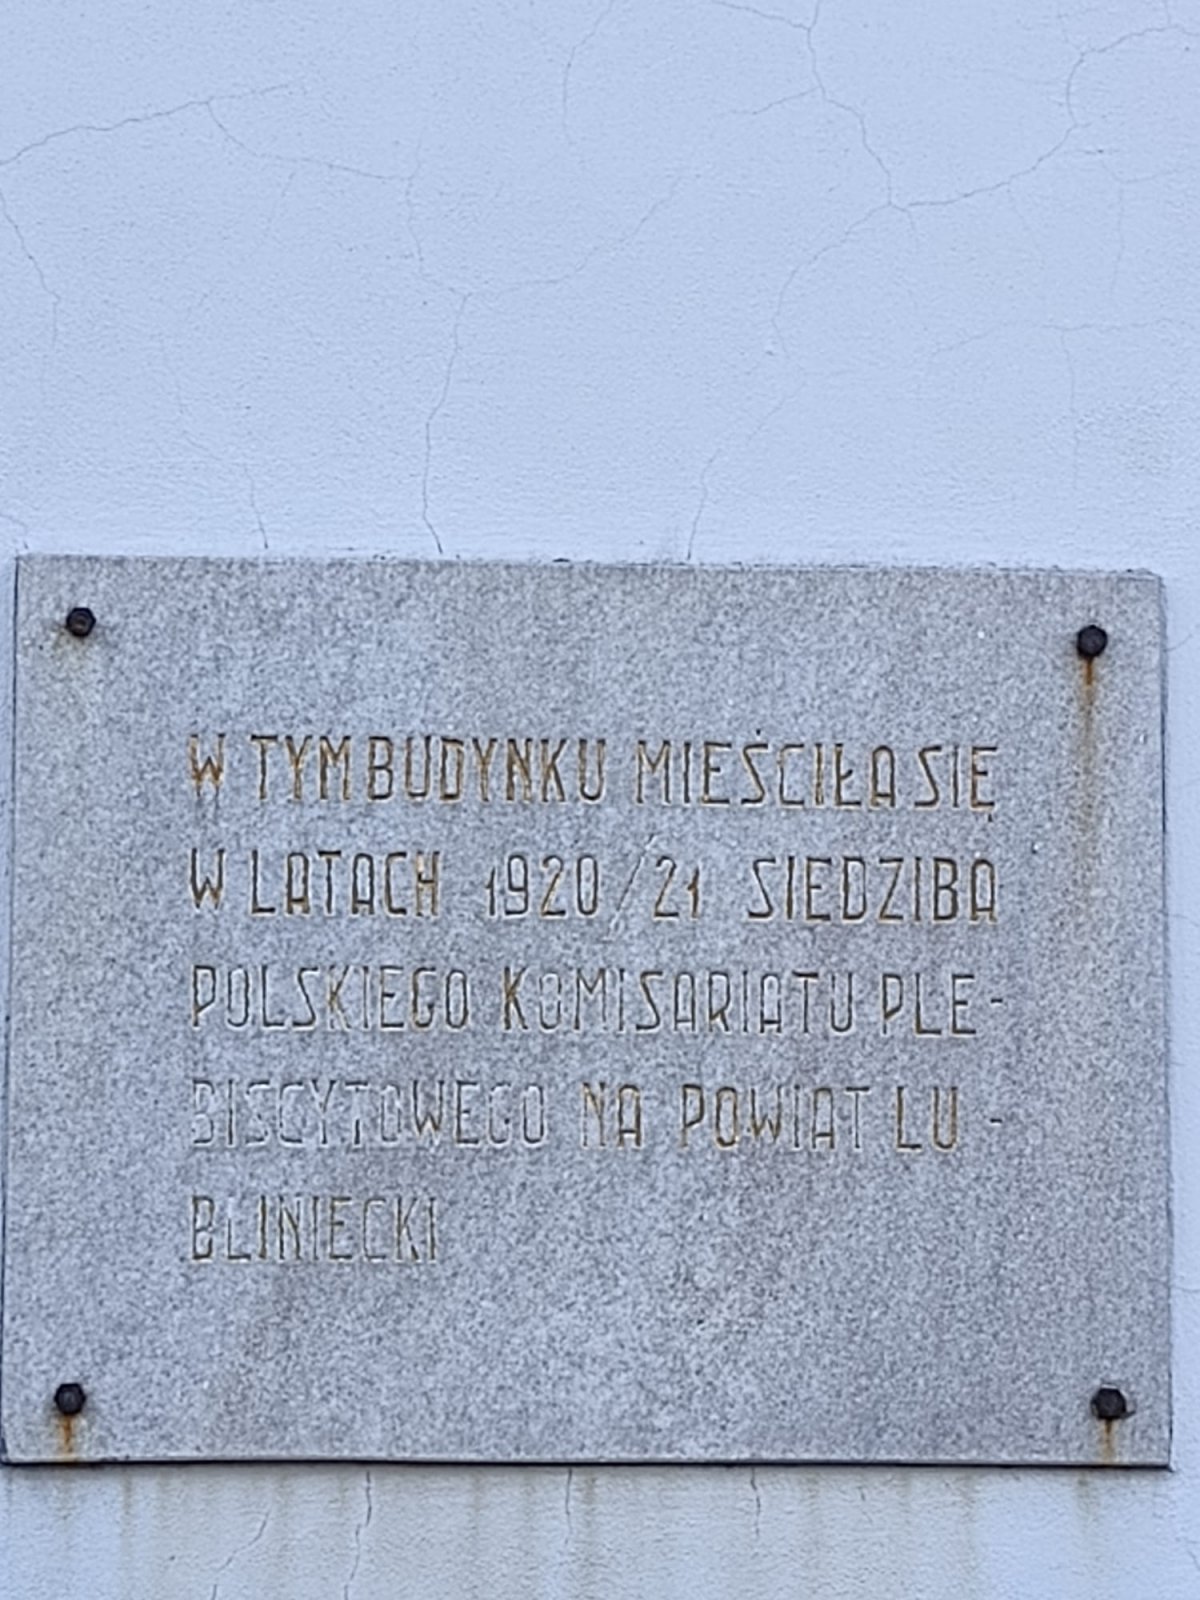 W TYM BUDYNKU MIEŚCIŁA SIĘ
W LATACH 1920/21 SIEDZIBA
POLSKIEGO KOMISARIATU PLE-
BISCYTOWEGO NA POWIAT LU-
BLINIECKI